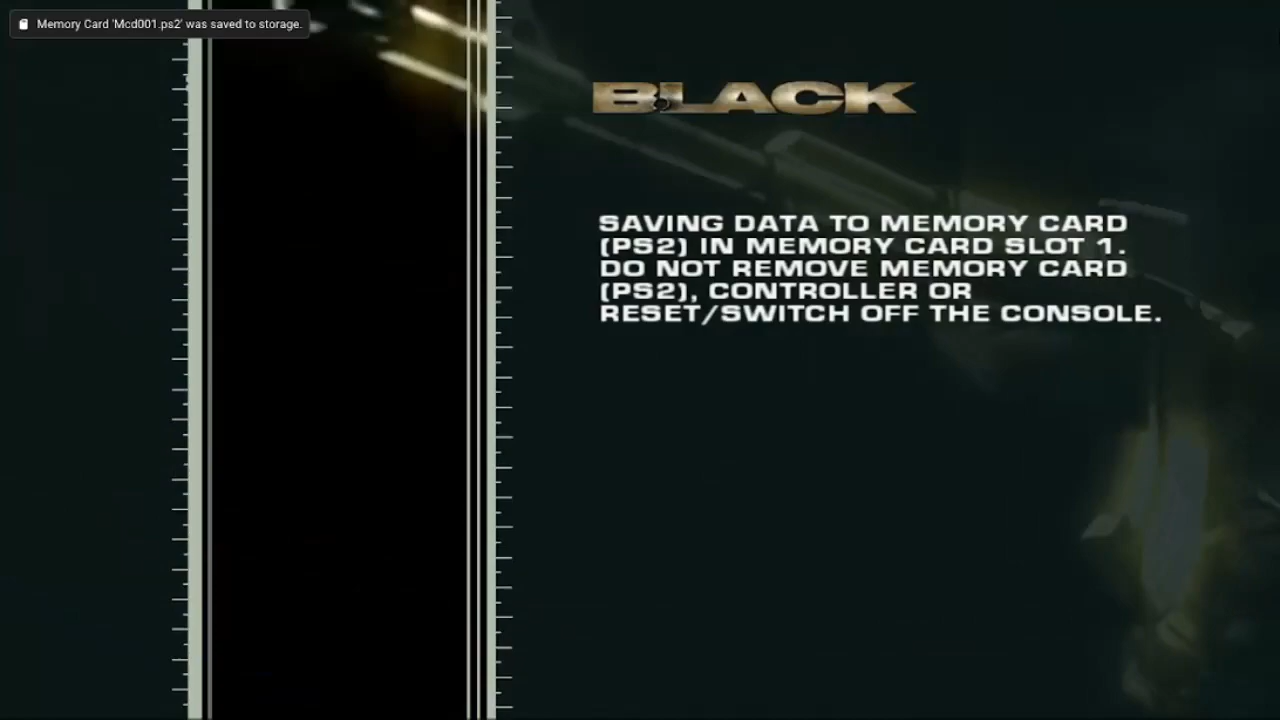 Memory Card 'Mcd001.ps2' was saved to storage.
BLACK
SAVING DATA TO MEMORY CARD
(PS2) IN MEMORY CARD SLOT 1.
DO NOT REMOVE MEMORY CARD
(PS2), CONTROLLER OR
RESET/SWITCH OFF THE CONSOLE.